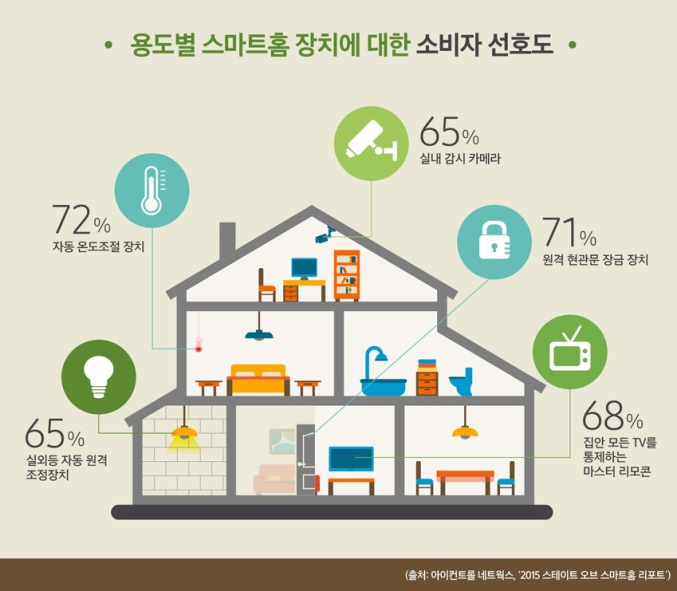 • 용도별 스마트홈 장치에 대한 소비자 선호도 •
65%
실내 감시 카메라
72%
자동 온도조절 장치
71%
원격 현관문 장금 장치
65%
실외등 자동 원격
조정장치
68%
집안 모든 TV를
통제하는
마스터 리모콘
(출처: 아이컨트롤 네트웍스, '2015 스테이트 오브 스마트홈 리포트')